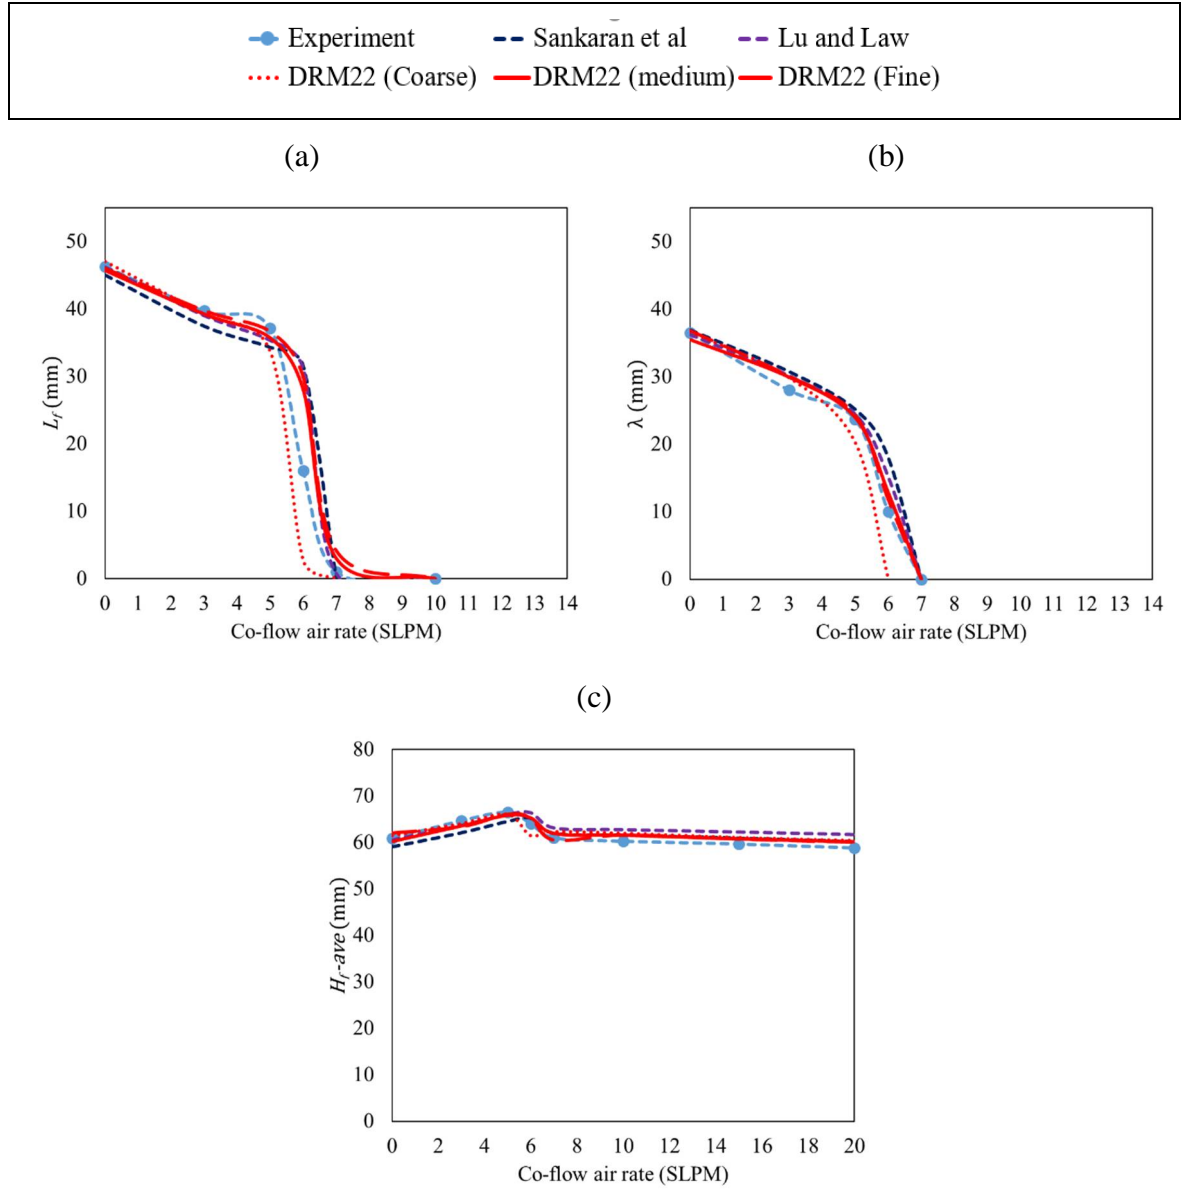 Experiment Sankaran et al Lu and Law
DRM22 (Coarse) DRM22 (medium) DRM22 (Fine)
(a) (b)
50
40
30
20
10
0
L_f (mm)
0 1 2 3 4 5 6 7 8 9 10 11 12 13 14
Co-flow air rate (SLPM)
50
40
30
20
10
0
λ (mm)
0 1 2 3 4 5 6 7 8 9 10 11 12 13 14
Co-flow air rate (SLPM)
(c)
80
70
60
50
40
30
20
10
0
H_f-ave (mm)
0 2 4 6 8 10 12 14 16 18 20
Co-flow air rate (SLPM)